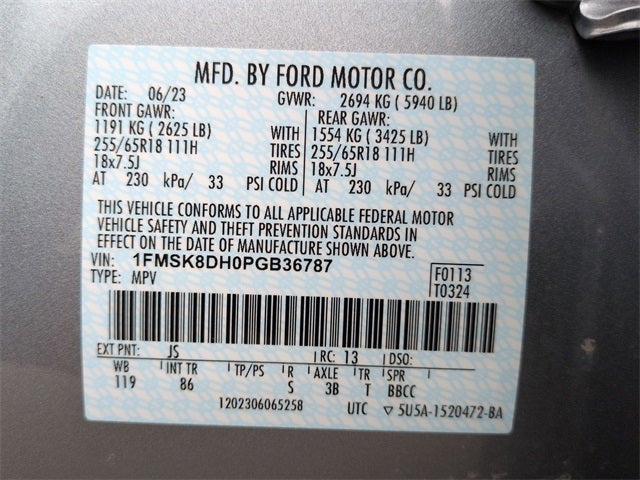 MFD. BY FORD MOTOR CO.
DATE: 06/23 GVWR: 2694 KG ( 5940 LB)
FRONT GAWR: REAR GAWR:
1191 KG ( 2625 LB) WITH 1554 KG ( 3425 LB) WITH
255/65R18 111H TIRES 255/65R18 111H TIRES
18x7.5J RIMS 18x7.5J RIMS
AT 230 kPa/ 33 PSI COLD AT 230 kPa/ 33 PSI COLD
THIS VEHICLE CONFORMS TO ALL APPLICABLE FEDERAL MOTOR
VEHICLE SAFETY AND THEFT PREVENTION STANDARDS IN
EFFECT ON THE DATE OF MANUFACTURE SHOWN ABOVE.
VIN: 1FMSK8DH0PGB36787
TYPE: MPV
F0113
T0324
EXT PNT: JS RC: 13 DSO:
WB INT TR TP/PS R AXLE TR SPR
119 86 S 3B T BBCC
1202306065258 UTC ▽ 5U5A-1520472-BA